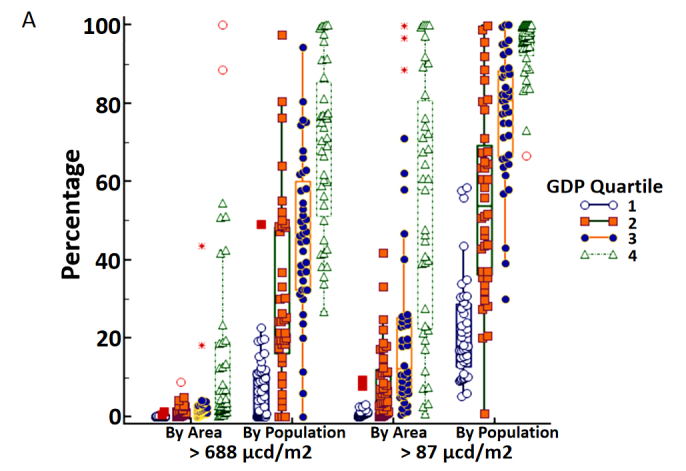 A
100
80
60
40
20
0
Percentage
GDP Quartile
1
2
3
4
By Area By Population By Area By Population
> 688 µcd/m2 > 87 µcd/m2